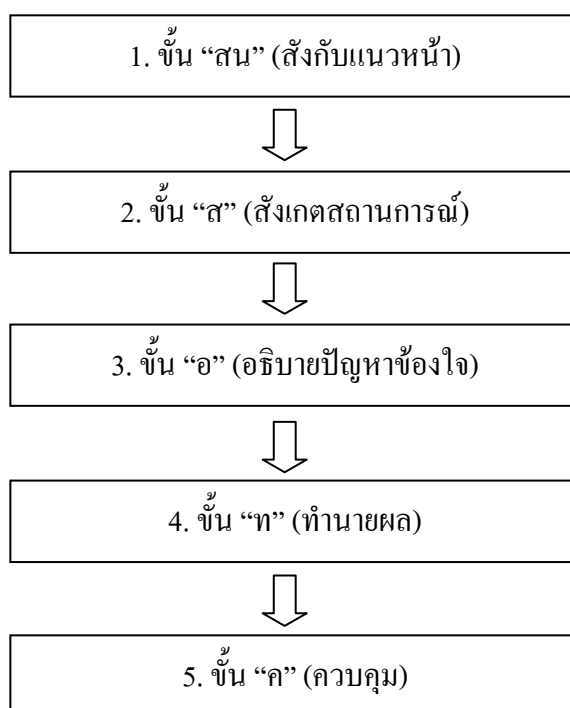 1. ขั้น “สน” (สังกับแนวหน้า)
2. ขั้น “ส” (สังเกตสถานการณ์)
3. ขั้น “อ” (อธิบายปัญหาข้องใจ)
4. ขั้น “ท” (ทำนายผล)
5. ขั้น “ค” (ควบคุม)